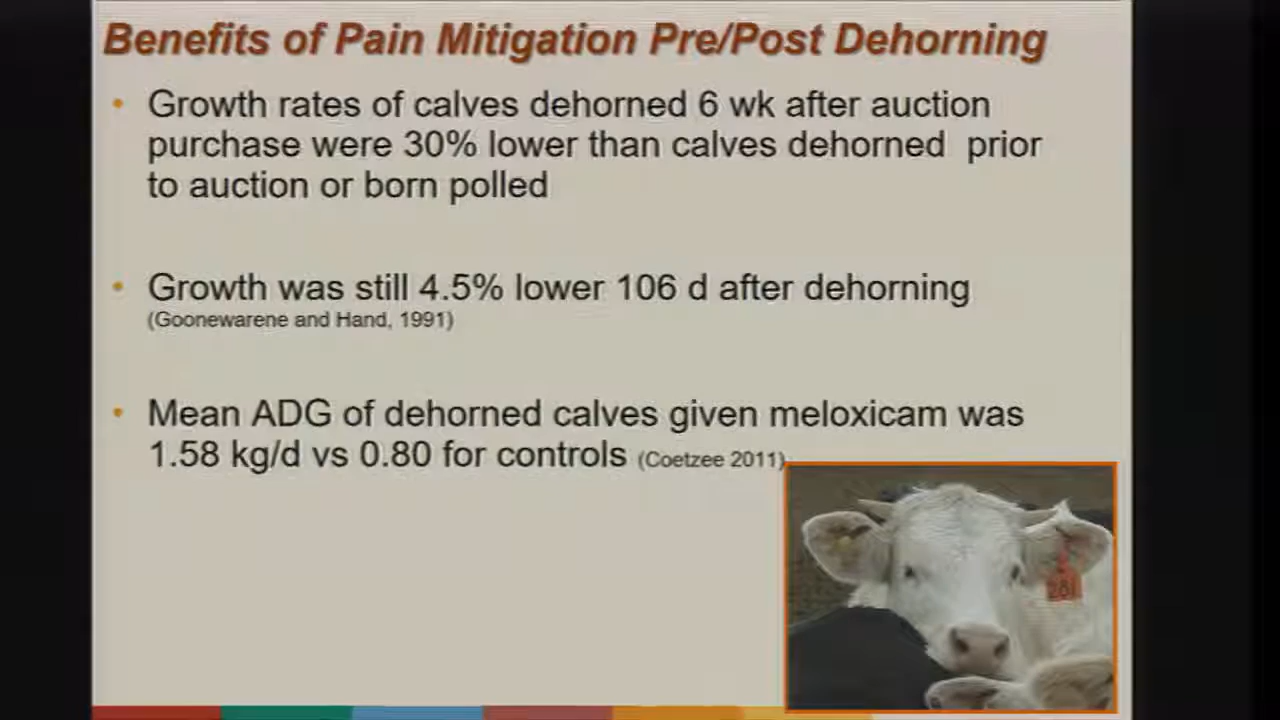 Benefits of Pain Mitigation Pre/Post Dehorning
• Growth rates of calves dehorned 6 wk after auction
purchase were 30% lower than calves dehorned prior
to auction or born polled
• Growth was still 4.5% lower 106 d after dehorning
(Goonewarene and Hand, 1991)
• Mean ADG of dehorned calves given meloxicam was
1.58 kg/d vs 0.80 for controls (Coetzee 2011)
281